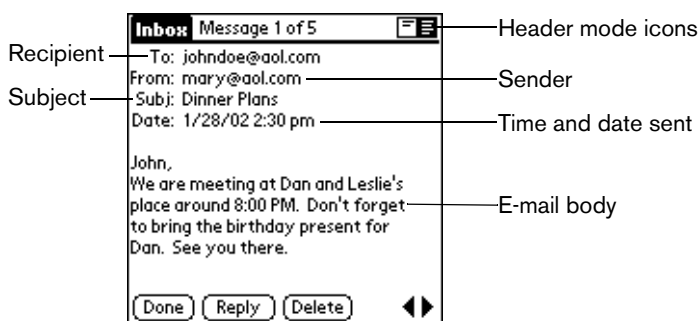 Inbox Message 1 of 5
Header mode icons
Recipient
To: johndoe@aol.com
From: mary@aol.com
Sender
Subject
Subj: Dinner Plans
Date: 1/28/02 2:30 pm
Time and date sent
John,
We are meeting at Dan and Leslie's
place around 8:00 PM. Don't forget
E-mail body
to bring the birthday present for
Dan. See you there.
Done Reply Delete